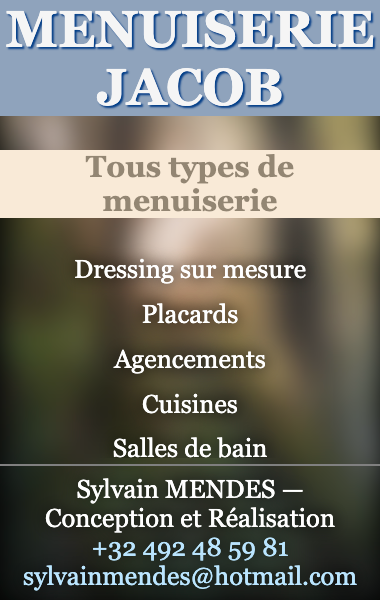 MENUISERIE
JACOB
Tous types de
menuiserie
Dressing sur mesure
Placards
Agencements
Cuisines
Salles de bain
Sylvain MENDES —
Conception et Réalisation
+32 492 48 59 81
sylvainmendes@hotmail.com